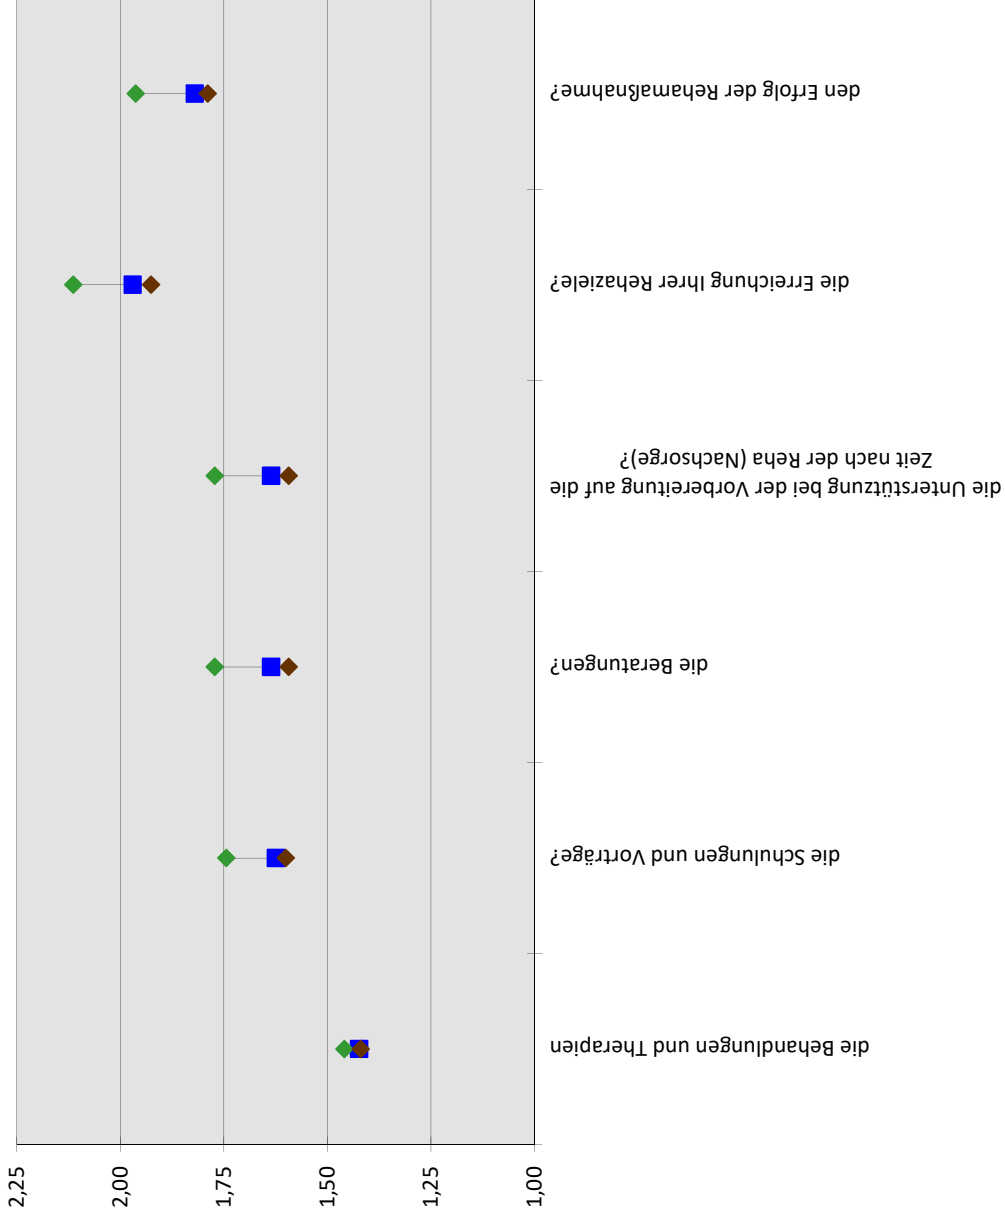 den Erfolg der Rehamaßnahme?
die Erreichung Ihrer Rehaziele?
die Unterstützung bei der Vorbereitung auf die
Zeit nach der Reha (Nachsorge)?
die Beratungen?
die Schulungen und Vorträge?
die Behandlungen und Therapien
2,25
2,00
1,75
1,50
1,25
1,00